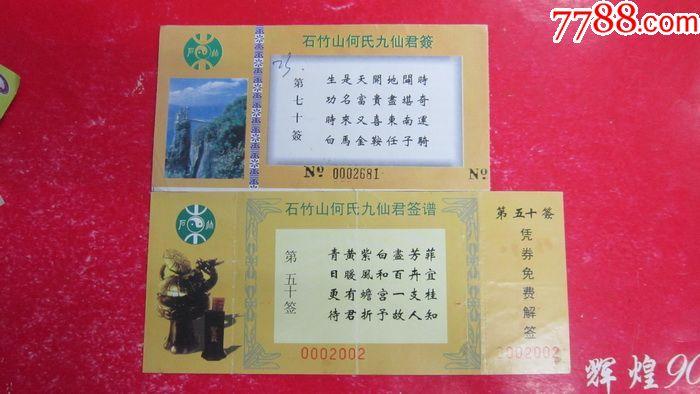 7788.com
石竹山何氏九仙君簽
第七十簽
生是天開地闢時
功名富貴盡堪奇
時來又喜東南運
白馬金鞍任子騎
Nº 0002681
Nº
石竹山何氏九仙君签谱
第五十签
青黃紫白盡芳菲
日暖風和百卉宜
更有蟾宮一支桂
待君折予故人知
0002002
第五十签
凭券免费解签
0002002
辉煌90